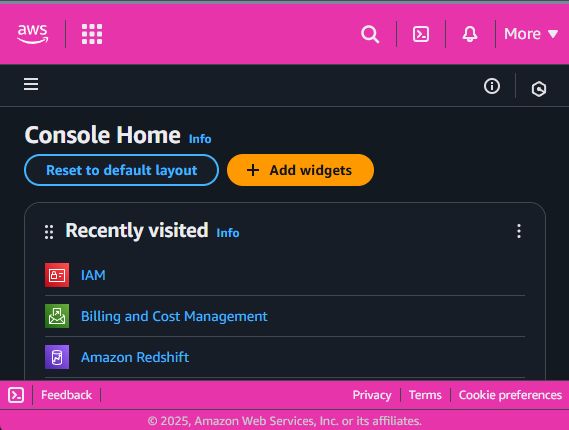 aws
More
Console Home Info
Reset to default layout
+ Add widgets
Recently visited Info
IAM
Billing and Cost Management
Amazon Redshift
Feedback
Privacy
Terms
Cookie preferences
© 2025, Amazon Web Services, Inc. or its affiliates.